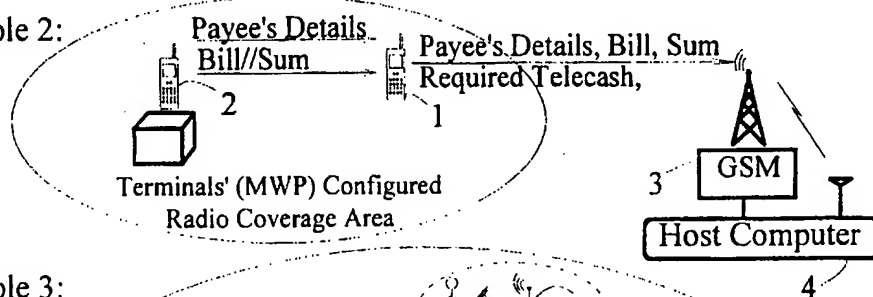 ple 2:
Payee's Details
Bill//Sum
Payee's Details, Bill, Sum
Required Telecash,
2
1
Terminals' (MWP) Configured
Radio Coverage Area
3
GSM
Host Computer
4
ple 3: